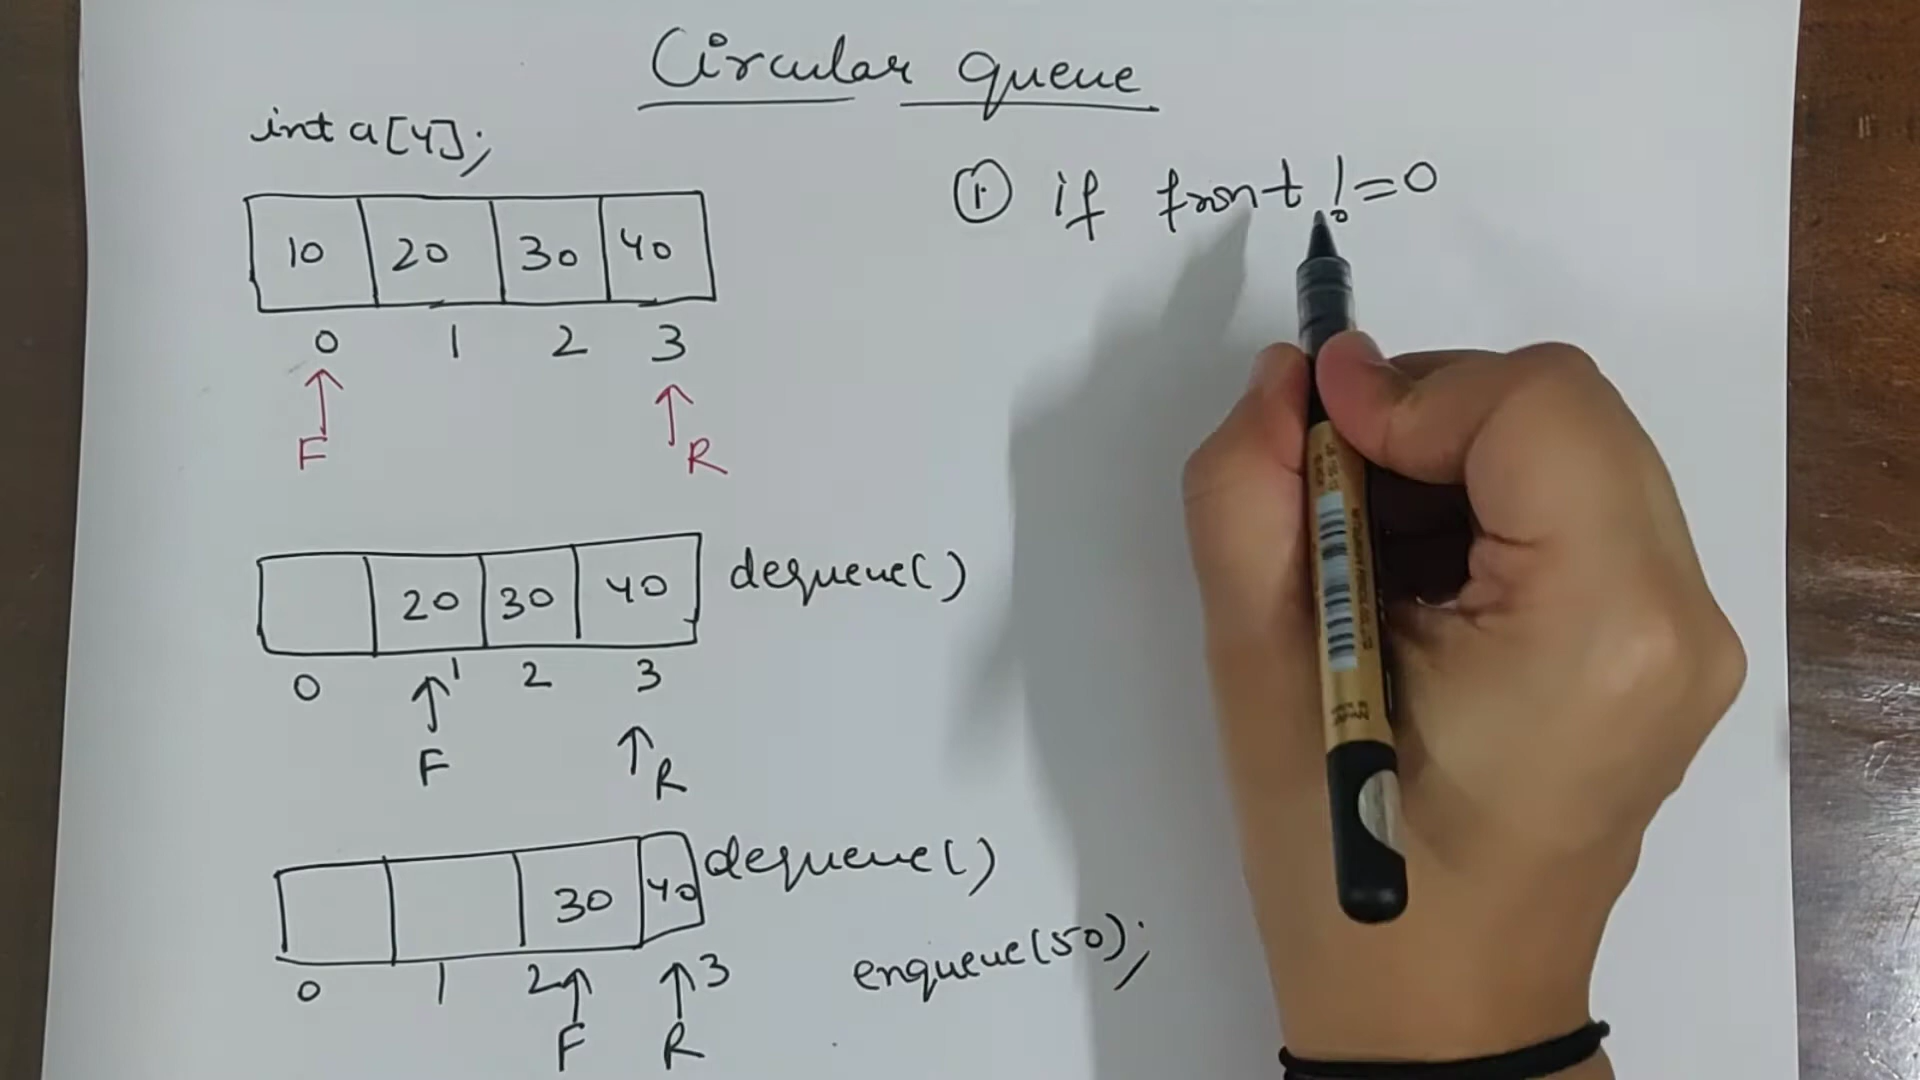 Circular queue
int a[4];
① if front != 0
10 20 30 40
0 1 2 3
F R
20 30 40 dequeue()
0 1 2 3
F R
30 40 dequeue()
enqueue(50);
0 1 2 3
F R